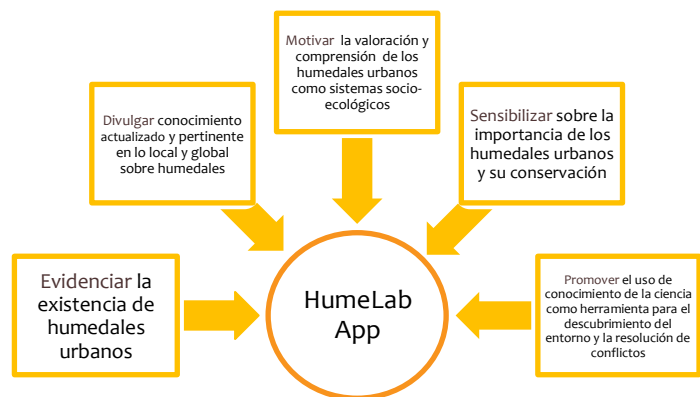 Motivar la valoración y
comprensión de los
humedales urbanos
como sistemas socio-
ecológicos
Divulgar conocimiento
actualizado y pertinente
en lo local y global
sobre humedales
Sensibilizar sobre la
importancia de los
humedales urbanos
y su conservación
Evidenciar la
existencia de
humedales
urbanos
HumeLab
App
Promover el uso de
conocimiento de la ciencia
como herramienta para el
descubrimiento del
entorno y la resolución de
conflictos